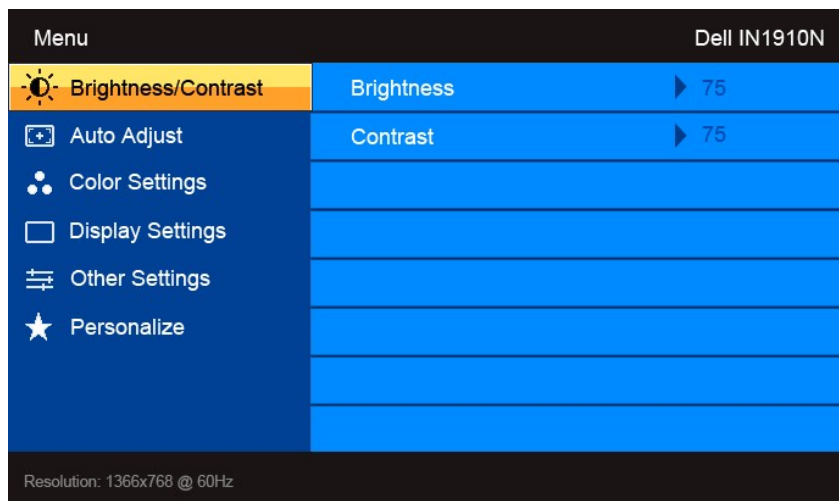 Menu Dell IN1910N
Brightness/Contrast Brightness 75
Auto Adjust Contrast 75
Color Settings
Display Settings
Other Settings
Personalize
Resolution: 1366x768 @ 60Hz